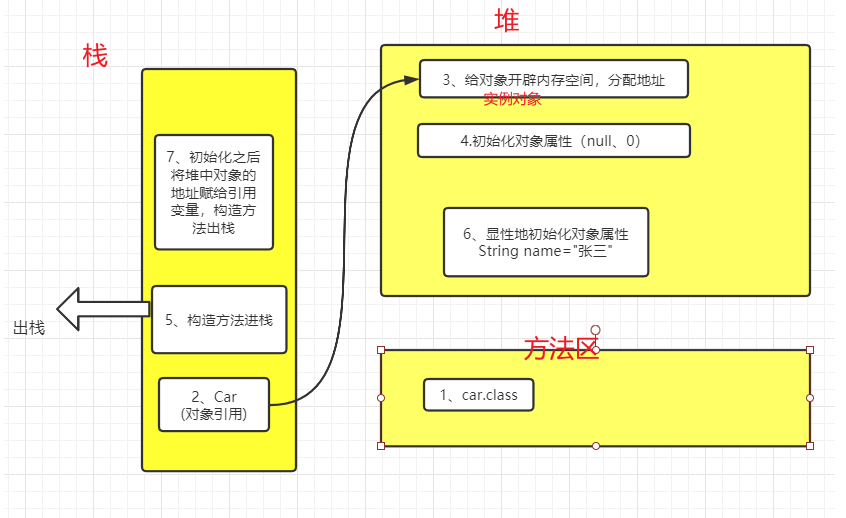 栈
堆
3、给对象开辟内存空间，分配地址
实例对象
4.初始化对象属性（null、0）
7、初始化之后
将堆中对象的
地址赋给引用
变量，构造方
法出栈
6、显性地初始化对象属性
String name="张三"
5、构造方法进栈
出栈
方法区
2、Car
(对象引用)
1、car.class